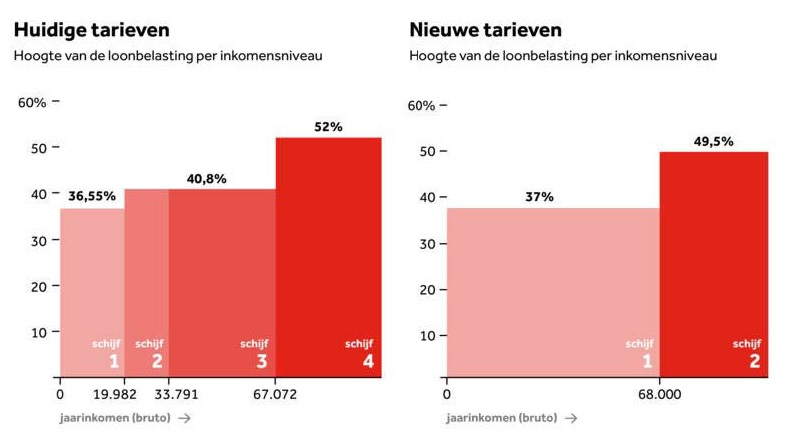 Huidige tarieven
Hoogte van de loonbelasting per inkomensniveau
60%
50
40
30
20
10
36,55%
40,8%
52%
schijf
1
schijf
2
schijf
3
schijf
4
0
19.982
33.791
67.072
jaarinkomen (bruto) →
Nieuwe tarieven
Hoogte van de loonbelasting per inkomensniveau
60%
50
40
30
20
10
37%
49,5%
schijf
1
schijf
2
0
68.000
jaarinkomen (bruto) →